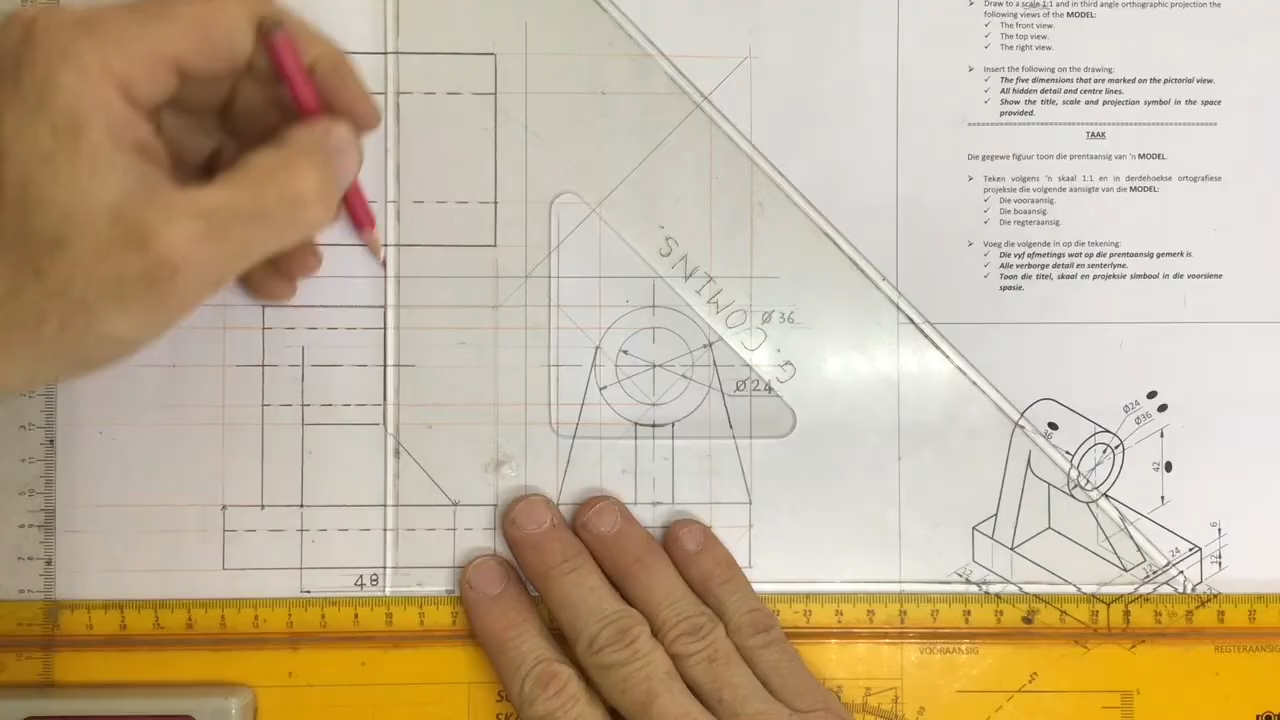 Draw to a scale 1:1 and in third angle orthographic projection the
following views of the MODEL:
✓ The front view.
✓ The top view.
✓ The right view.
Insert the following on the drawing:
✓ The five dimensions that are marked on the pictorial view.
✓ All hidden detail and centre lines.
✓ Show the title, scale and projection symbol in the space
provided.
TAAK
Die gegewe figuur toon die prentaansig van 'n MODEL.
Teken volgens 'n skaal 1:1 en in derdehoekse ortografiese
projeksie die volgende aansigte van die MODEL:
✓ Die vooraansig.
✓ Die boaansig.
✓ Die regteraansig.
Voeg die volgende in op die tekening:
✓ Die vyf afmetings wat op die prentaansig gemerk is.
✓ Alle verborge detail en senterlyne.
✓ Toon die titel, skaal en projeksie simbool in die voorsiene
spasie.
G. COMINS.
Ø36
Ø24
48
Ø24
Ø36
36
42
6
12
24
VOORAANSIG
REGTERAANSIG